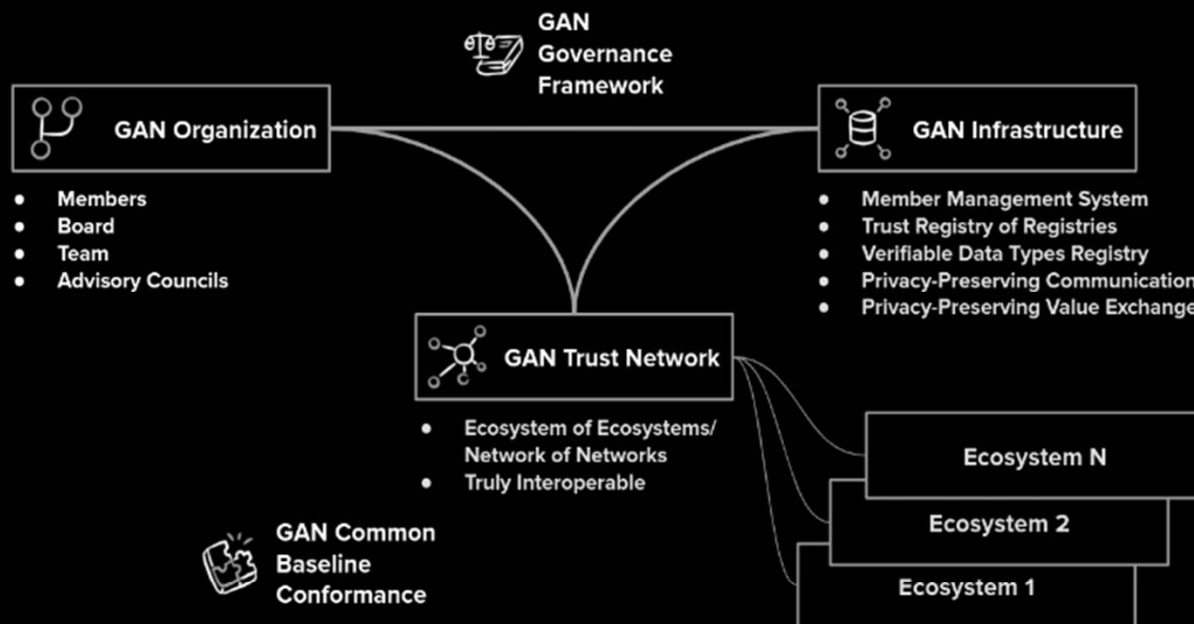 GAN
Governance
Framework
GAN Organization
• Members
• Board
• Team
• Advisory Councils
GAN Infrastructure
• Member Management System
• Trust Registry of Registries
• Verifiable Data Types Registry
• Privacy-Preserving Communication
• Privacy-Preserving Value Exchange
GAN Trust Network
• Ecosystem of Ecosystems/
Network of Networks
• Truly Interoperable
Ecosystem N
Ecosystem 2
Ecosystem 1
GAN Common
Baseline
Conformance